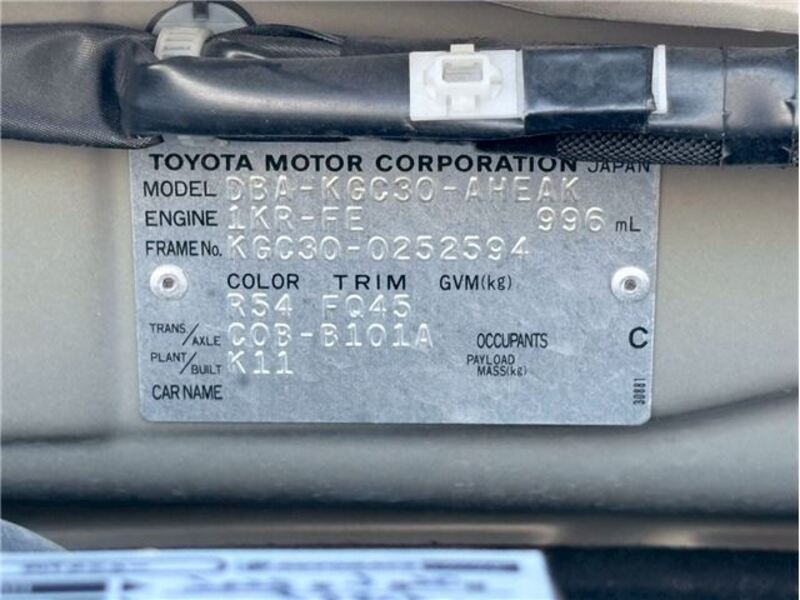 TOYOTA MOTOR CORPORATION JAPAN
MODEL DBA-KGC30-AHEAK
ENGINE 1KR-FE 996 mL
FRAME No. KGC30-0252594
COLOR TRIM GVM(kg)
R54 FQ45
TRANS./AXLE C0B-B101A OCCUPANTS C
PLANT/BUILT K11 PAYLOAD MASS(kg)
CAR NAME
30881